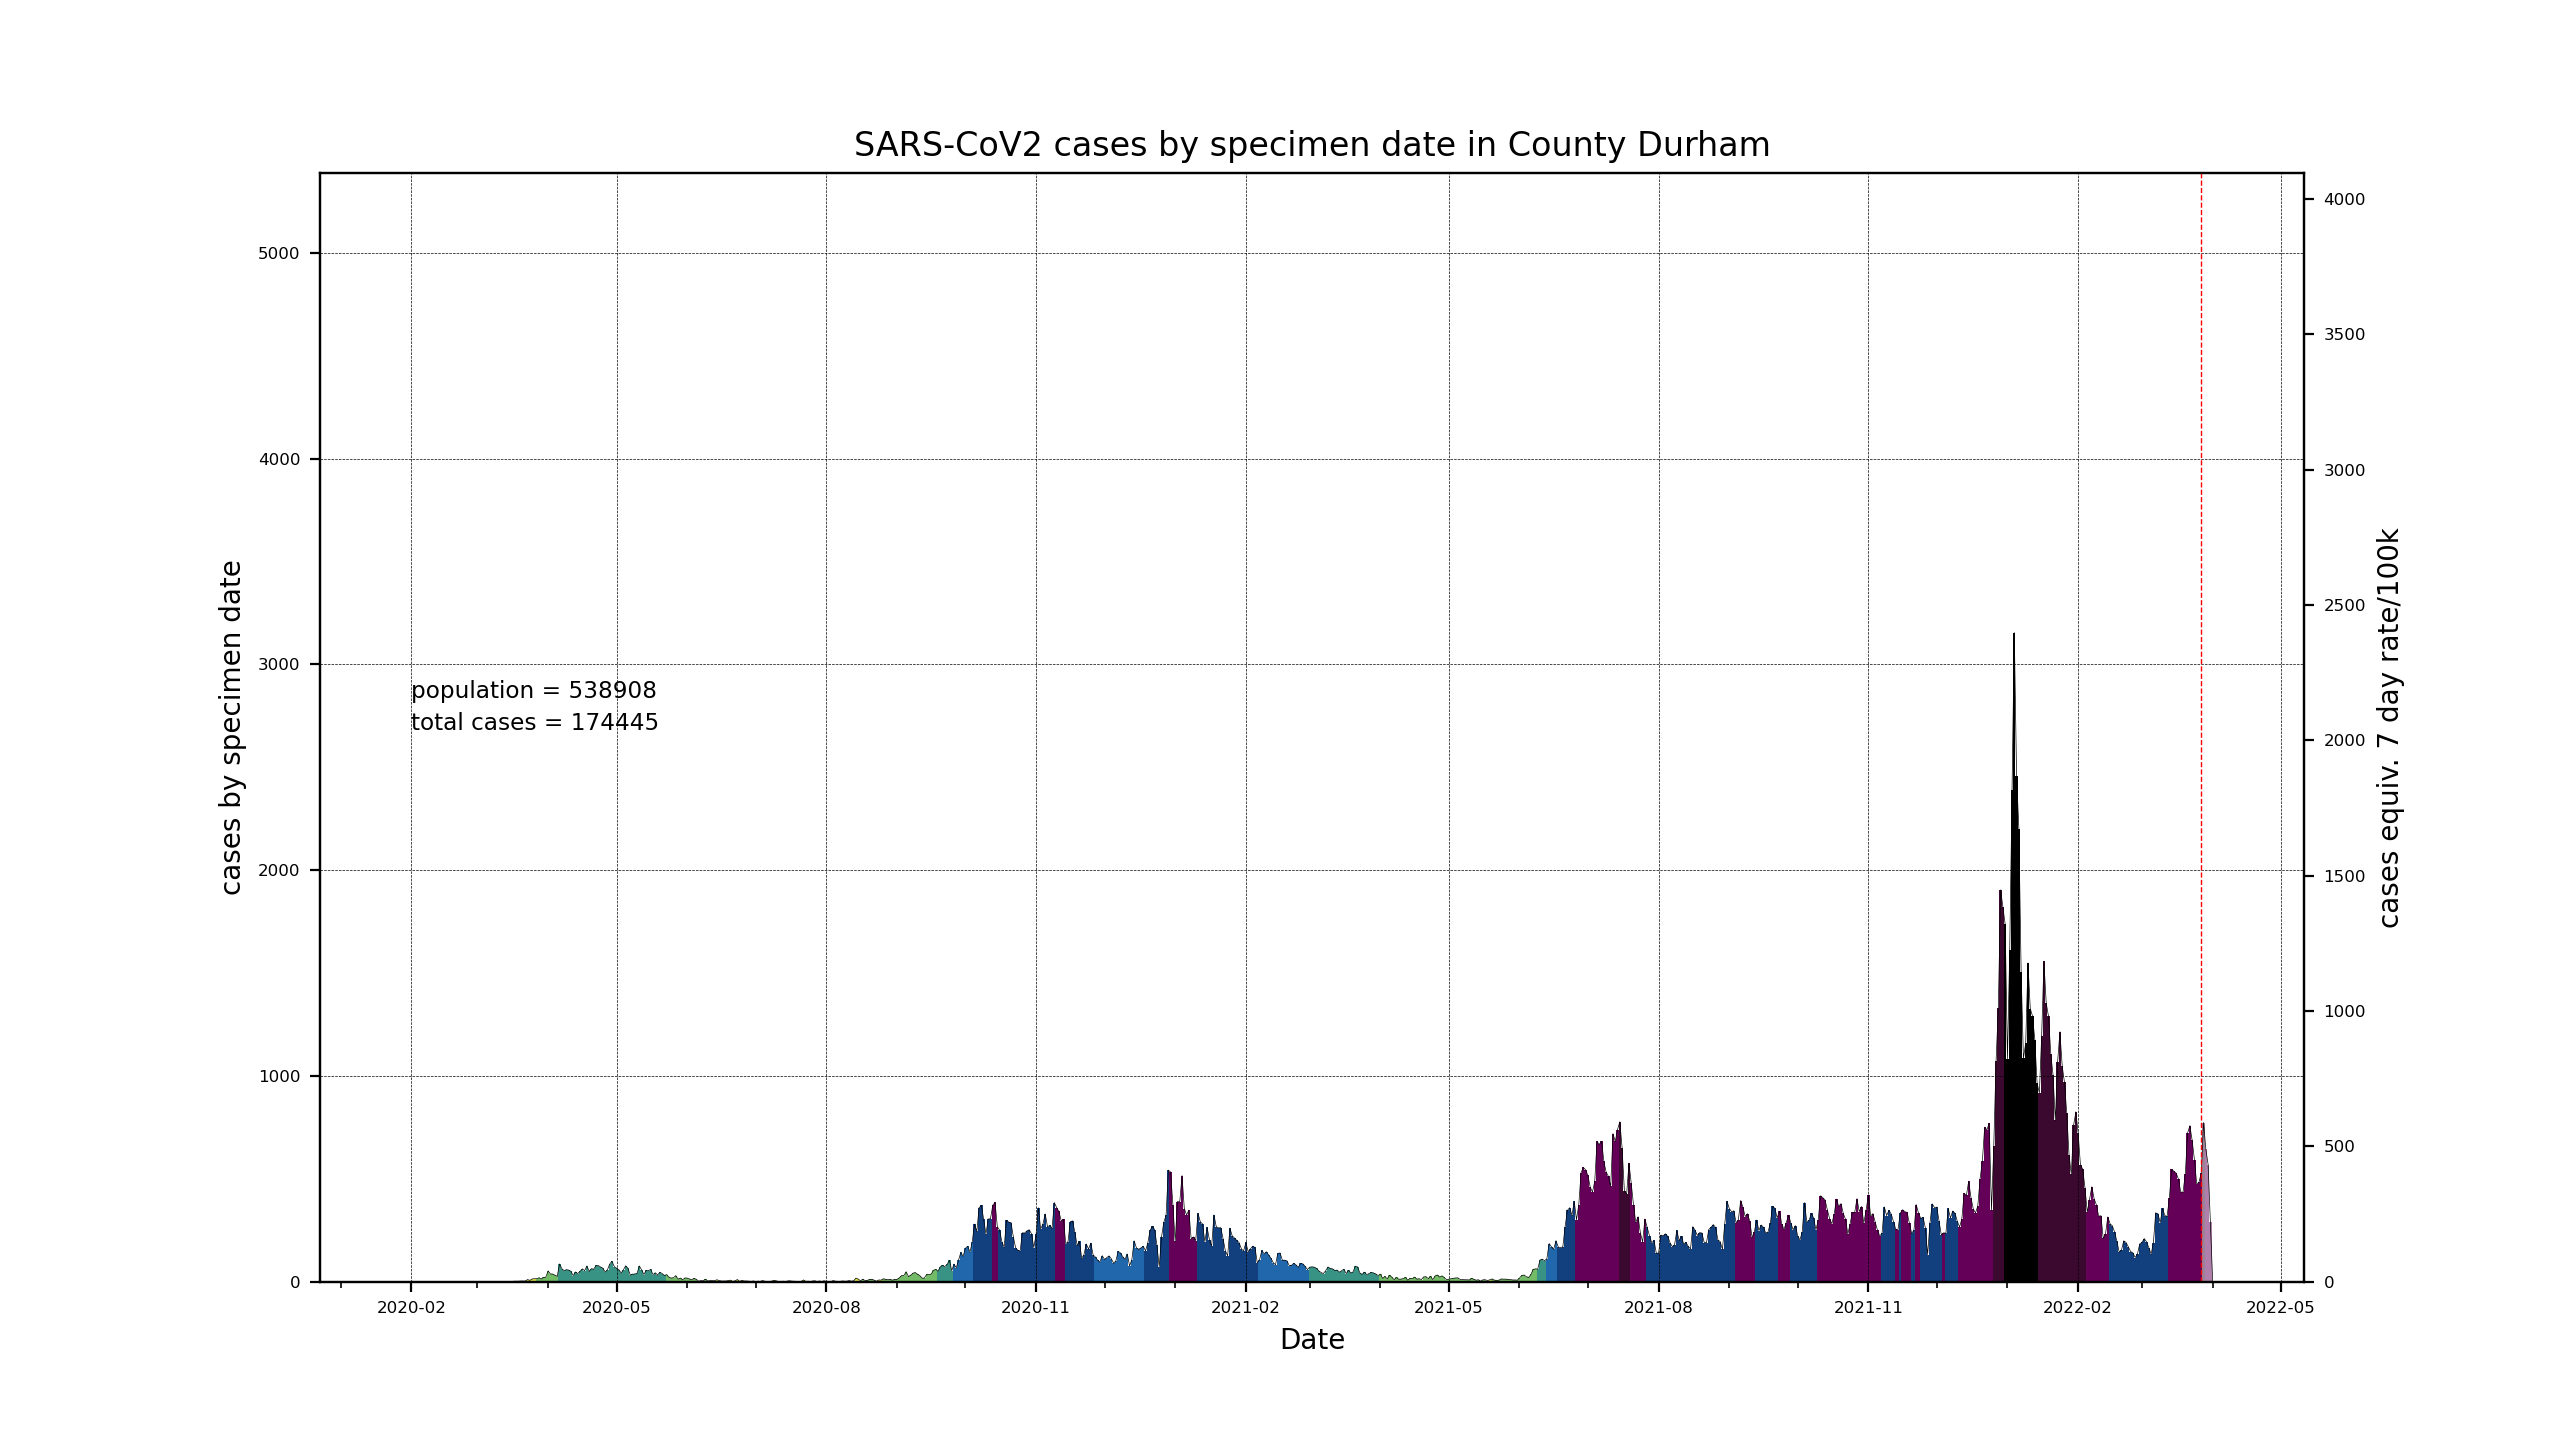 SARS-CoV2 cases by specimen date in County Durham
cases by specimen date
5000
4000
3000
2000
1000
0
population = 538908
total cases = 174445
4000
3500
3000
2500
2000
1500
1000
500
0
cases equiv. 7 day rate/100k
2020-02 2020-05 2020-08 2020-11 2021-02 2021-05 2021-08 2021-11 2022-02 2022-05
Date